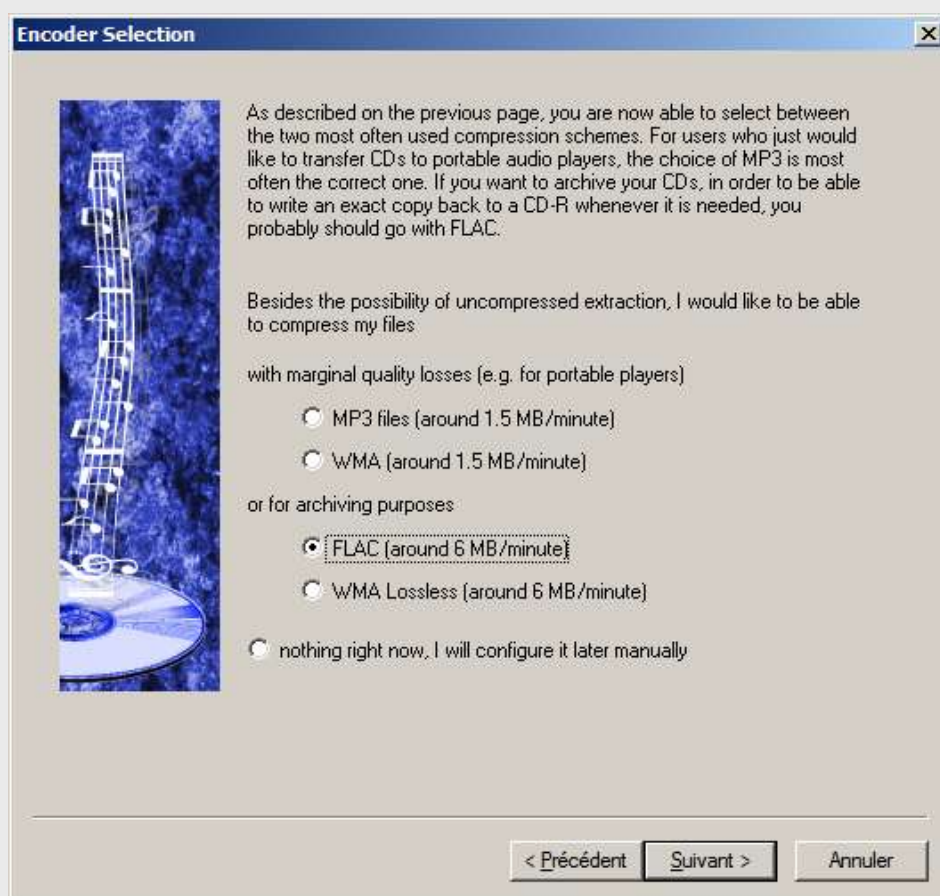 Encoder Selection
As described on the previous page, you are now able to select between
the two most often used compression schemes. For users who just would
like to transfer CDs to portable audio players, the choice of MP3 is most
often the correct one. If you want to archive your CDs, in order to be able
to write an exact copy back to a CD-R whenever it is needed, you
probably should go with FLAC.
Besides the possibility of uncompressed extraction, I would like to be able
to compress my files
with marginal quality losses (e.g. for portable players)
MP3 files (around 1.5 MB/minute)
WMA (around 1.5 MB/minute)
or for archiving purposes
FLAC (around 6 MB/minute)
WMA Lossless (around 6 MB/minute)
nothing right now, I will configure it later manually
< Précédent
Suivant >
Annuler